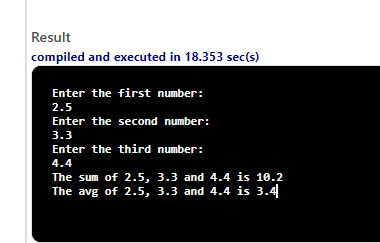 Result
compiled and executed in 18.353 sec(s)
Enter the first number:
2.5
Enter the second number:
3.3
Enter the third number:
4.4
The sum of 2.5, 3.3 and 4.4 is 10.2
The avg of 2.5, 3.3 and 4.4 is 3.4